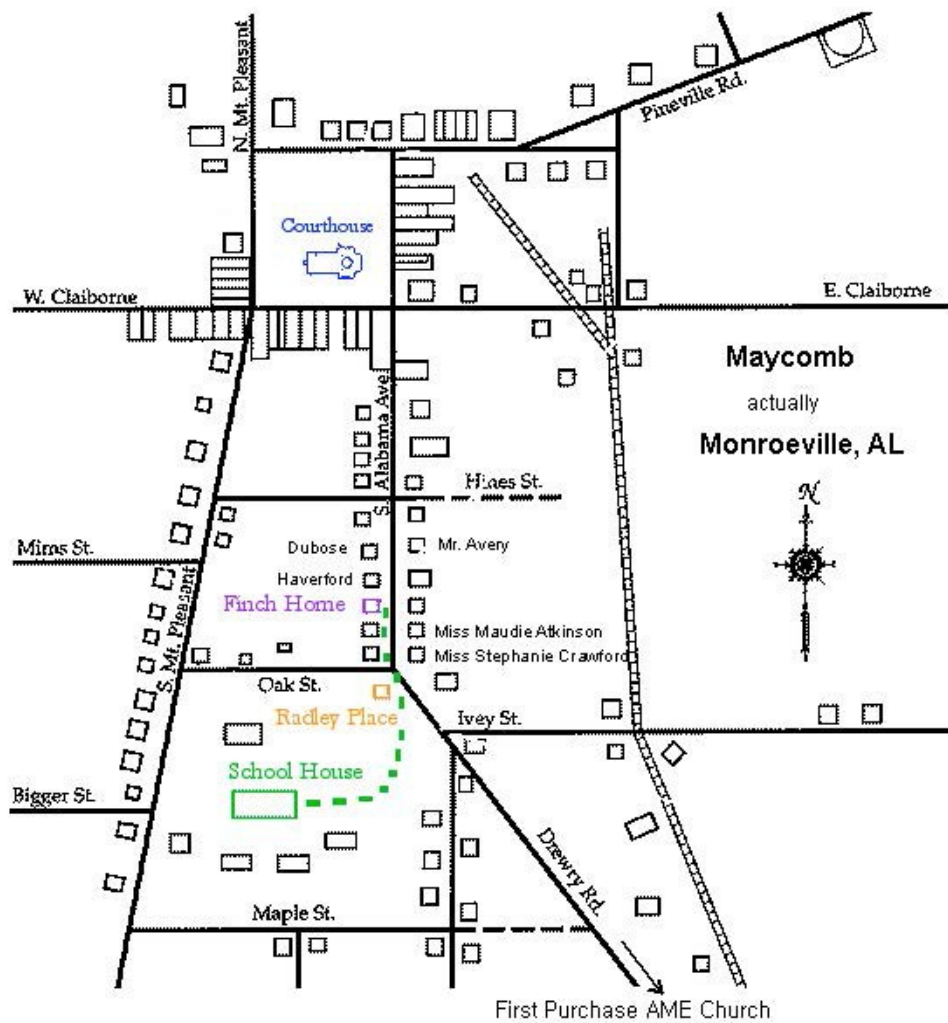 N. Mt. Pleasant
Pineville Rd.
Courthouse
W. Claiborne
E. Claiborne
Maycomb
actually
Monroeville, AL
S. Alabama Ave
Hines St.
N
Mims St.
Dubose
Mr. Avery
Haverford
Finch Home
S. Mt. Pleasant
Miss Maudie Atkinson
Miss Stephanie Crawford
Oak St.
Radley Place
Ivey St.
School House
Bigger St.
Drewry Rd.
Maple St.
First Purchase AME Church